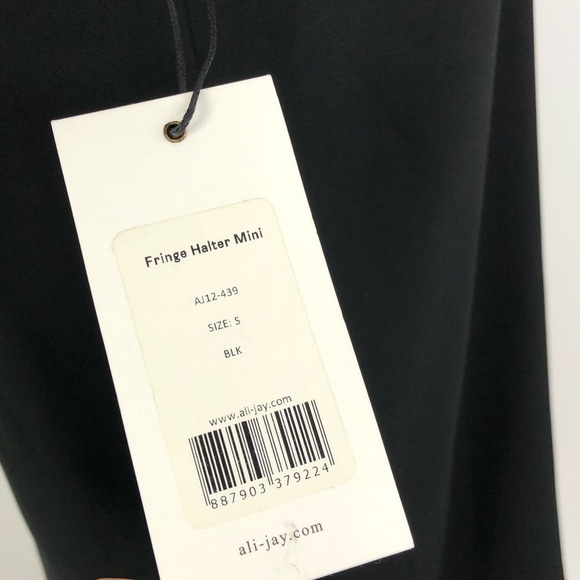 Fringe Halter Mini
AJ12-439
SIZE: S
BLK
www.ali-jay.com
887903 379224
ali-jay.com